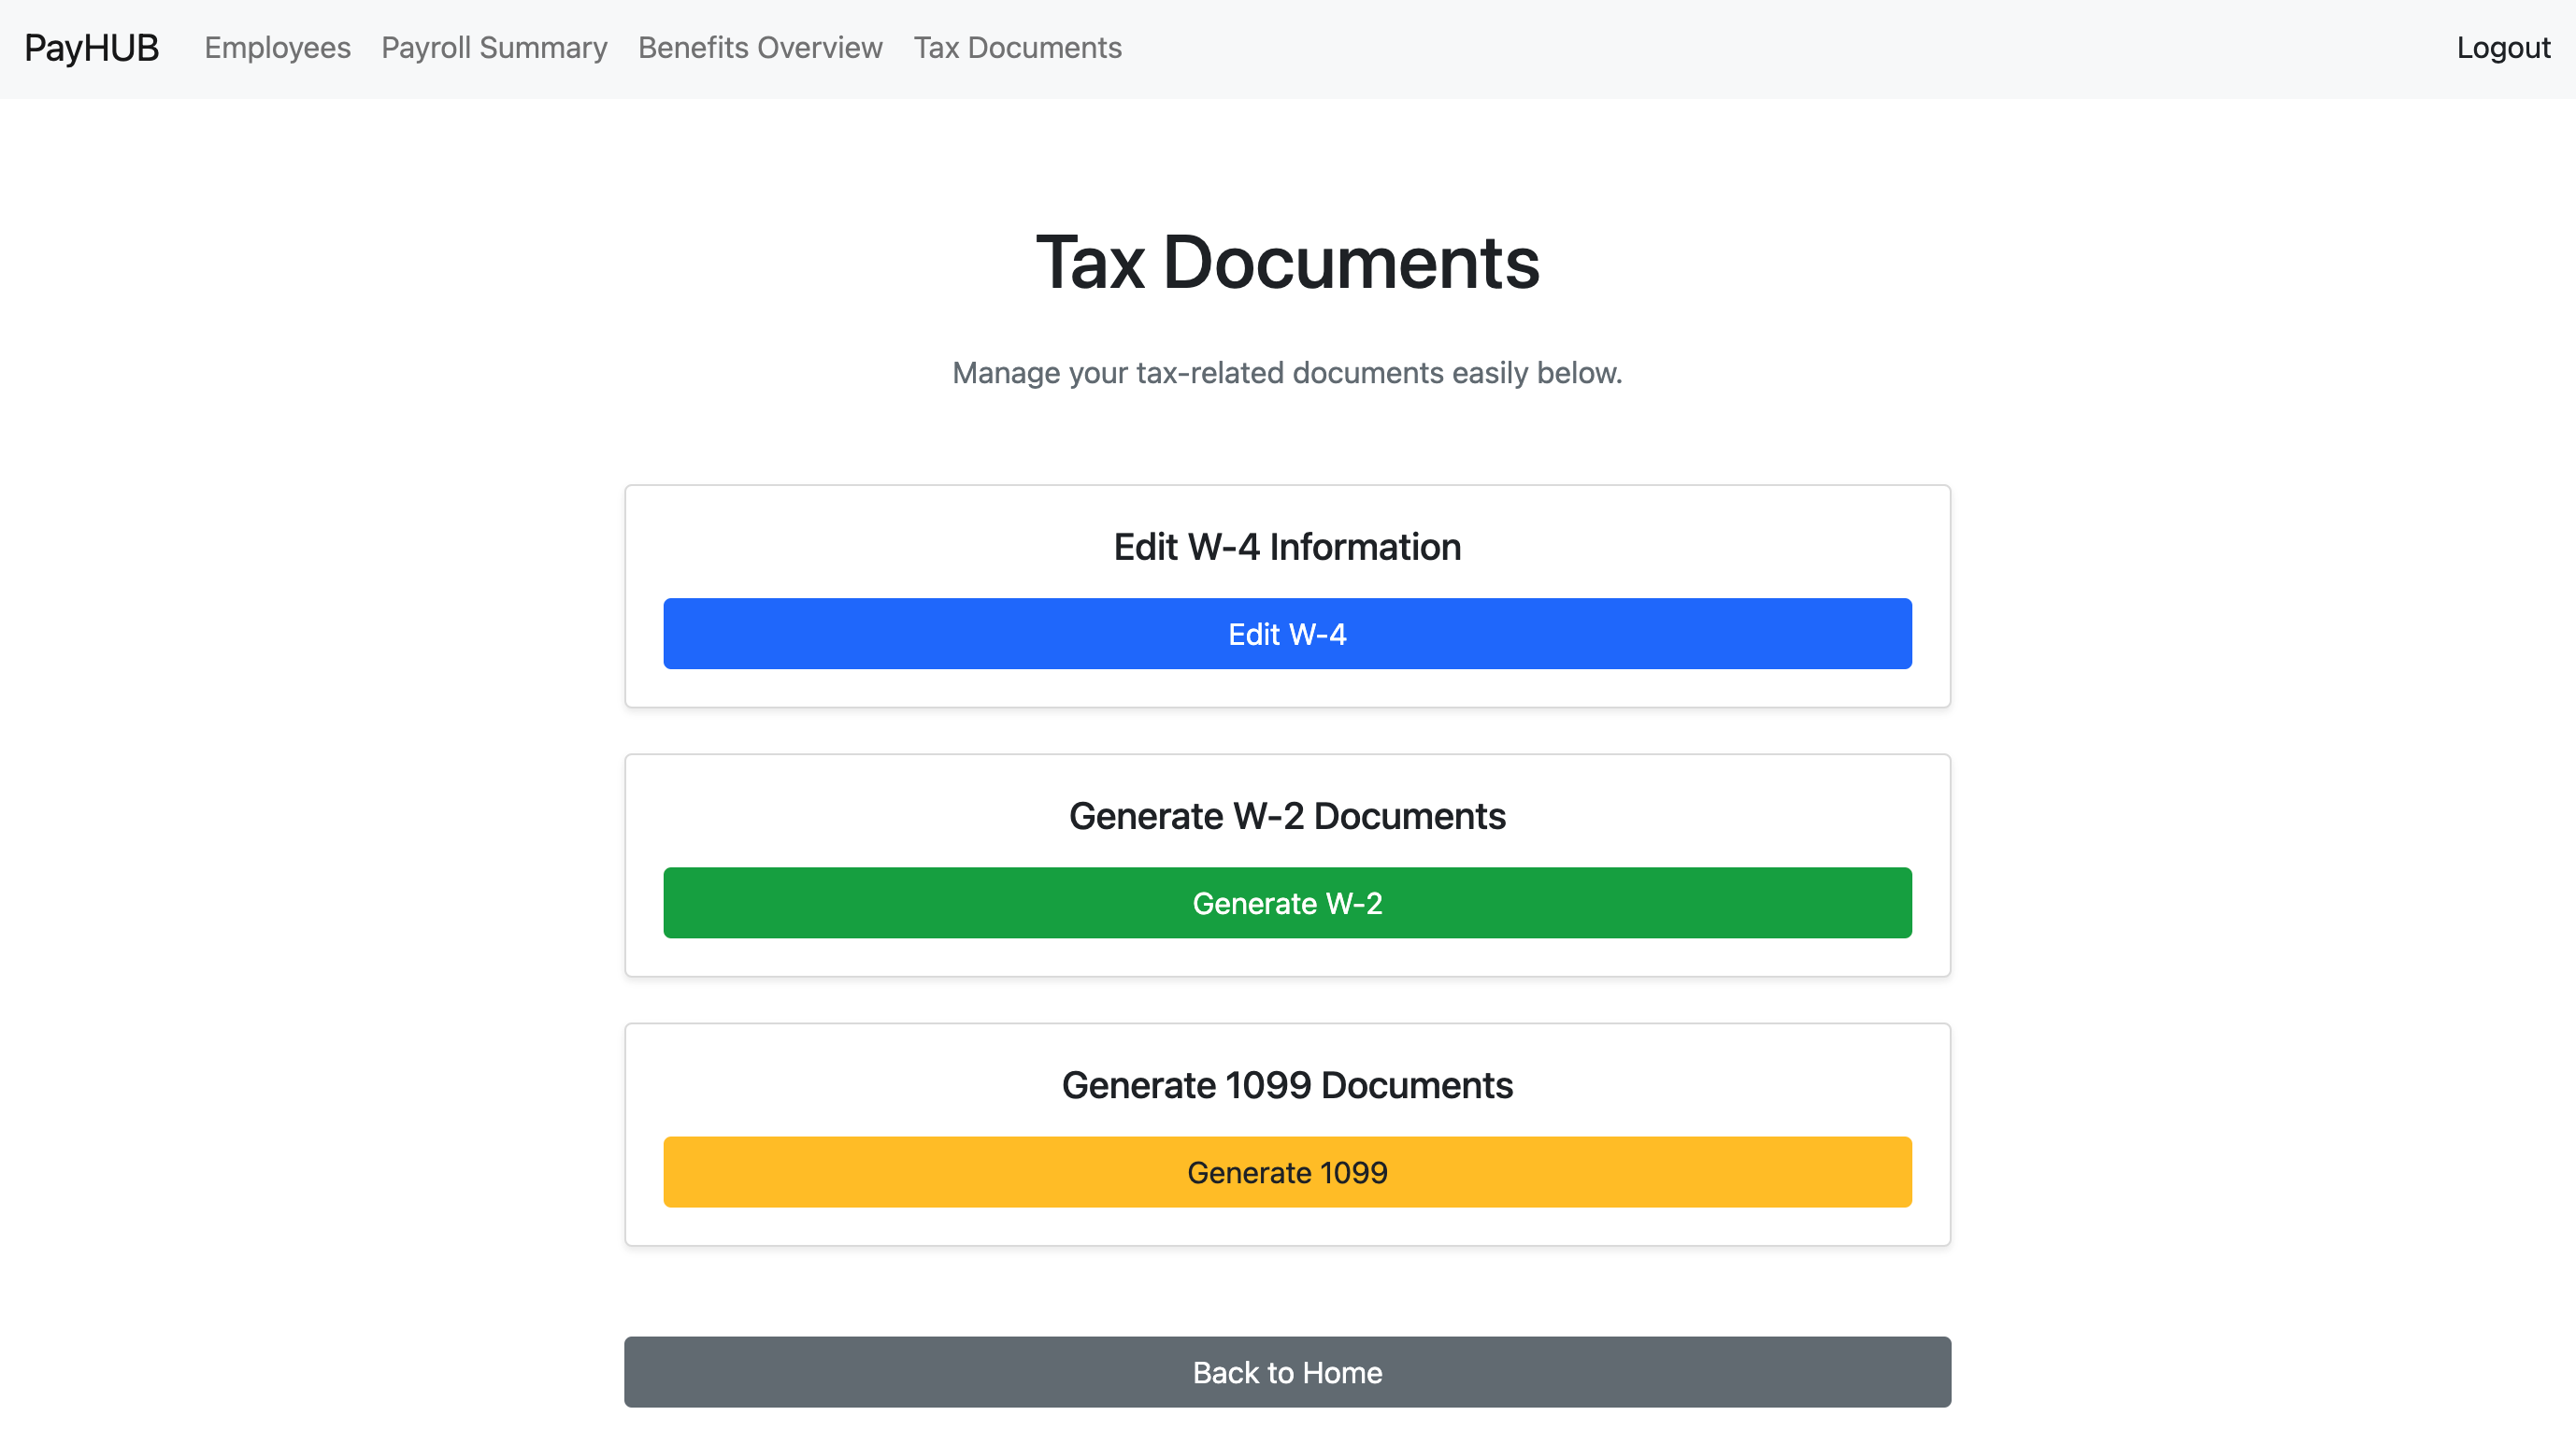 PayHUB Employees Payroll Summary Benefits Overview Tax Documents Logout
Tax Documents
Manage your tax-related documents easily below.
Edit W-4 Information
Edit W-4
Generate W-2 Documents
Generate W-2
Generate 1099 Documents
Generate 1099
Back to Home